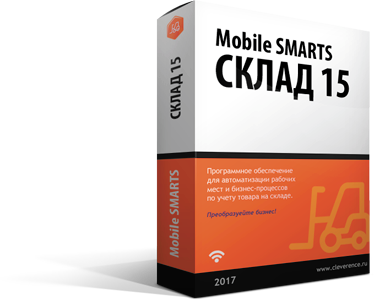 Mobile SMARTS
СКЛАД 15
Программное обеспечение
для автоматизации рабочих
мест и бизнес-процессов
по учету товара на складе.
Преобразуйте бизнес!
www.cleverence.ru
2017
Mobile SMARTS
СКЛАД 15